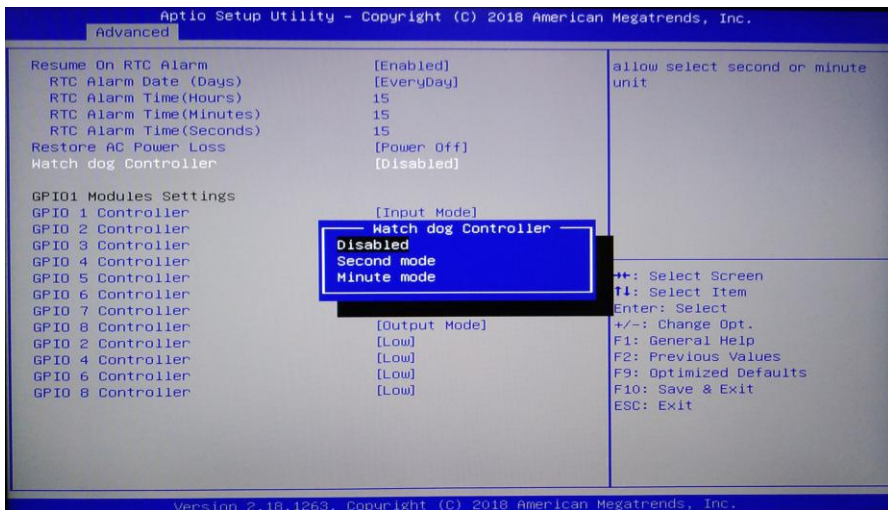 Aptio Setup Utility – Copyright (C) 2018 American Megatrends, Inc.
Advanced
Resume On RTC Alarm [Enabled]
RTC Alarm Date (Days) [EveryDay]
RTC Alarm Time(Hours) 15
RTC Alarm Time(Minutes) 15
RTC Alarm Time(Seconds) 15
Restore AC Power Loss [Power Off]
Watch dog Controller [Disabled]
GPIO1 Modules Settings
GPIO 1 Controller [Input Mode]
GPIO 2 Controller
GPIO 3 Controller
GPIO 4 Controller
GPIO 5 Controller
GPIO 6 Controller
GPIO 7 Controller
GPIO 8 Controller [Output Mode]
GPIO 2 Controller [Low]
GPIO 4 Controller [Low]
GPIO 6 Controller [Low]
GPIO 8 Controller [Low]
Watch dog Controller
Disabled
Second mode
Minute mode
allow select second or minute
unit
→←: Select Screen
↑↓: Select Item
Enter: Select
+/-: Change Opt.
F1: General Help
F2: Previous Values
F9: Optimized Defaults
F10: Save & Exit
ESC: Exit
Version 2.18.1263. Copyright (C) 2018 American Megatrends, Inc.